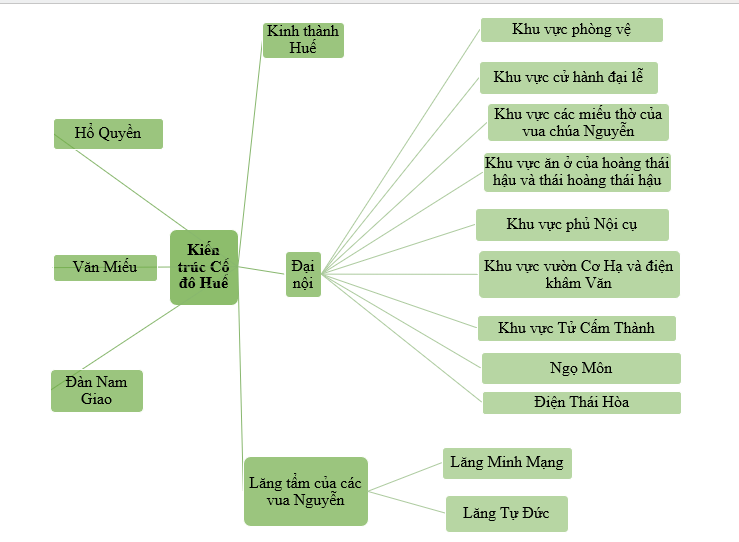 Kinh thành
Huế
Hổ Quyền
Văn Miếu
Đàn Nam
Giao
Kiến
trúc Cố
đô Huế
Đại
nội
Khu vực phòng vệ
Khu vực cử hành đại lễ
Khu vực các miếu thờ của
vua chúa Nguyễn
Khu vực ăn ở của hoàng thái
hậu và thái hoàng thái hậu
Khu vực phủ Nội cụ
Khu vực vườn Cơ Hạ và điện
khâm Văn
Khu vực Tử Cấm Thành
Ngọ Môn
Điện Thái Hòa
Lăng tẩm của các
vua Nguyễn
Lăng Minh Mạng
Lăng Tự Đức